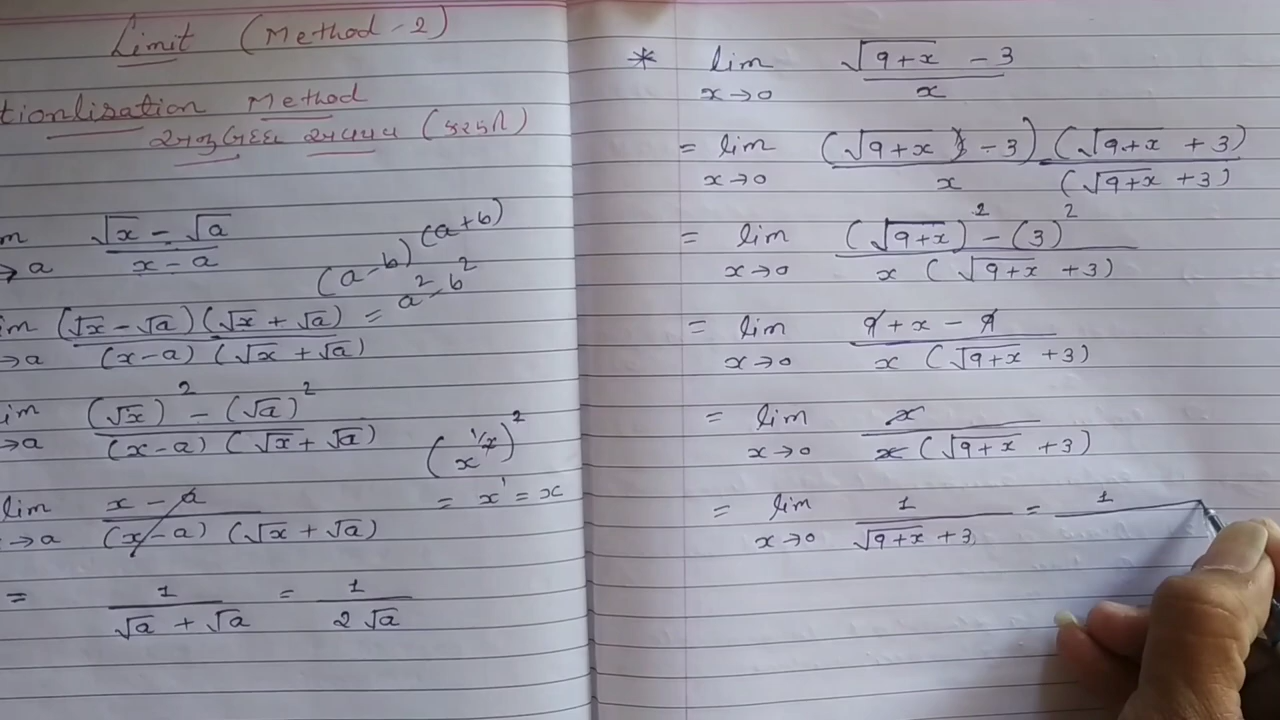 Limit (Method - 2)
tionlisation Method
m √x - √a / x - a
→ a
(a - b) (a + b)
= a² - b²
im (√x - √a) (√x + √a) / (x - a) (√x + √a)
→ a
im (√x)² - (√a)² / (x - a) (√x + √a)
→ a
(x^1/2)²
= x¹ = x
lim x - a / (x - a) (√x + √a)
→ a
= 1 / √a + √a = 1 / 2 √a
* lim √9+x - 3 / x
x → 0
= lim (√9+x - 3) (√9+x + 3) / x (√9+x + 3)
x → 0
= lim (√9+x)² - (3)² / x (√9+x + 3)
x → 0
= lim 9 + x - 9 / x (√9+x + 3)
x → 0
= lim x / x (√9+x + 3)
x → 0
= lim 1 / √9+x + 3 = 1
x → 0